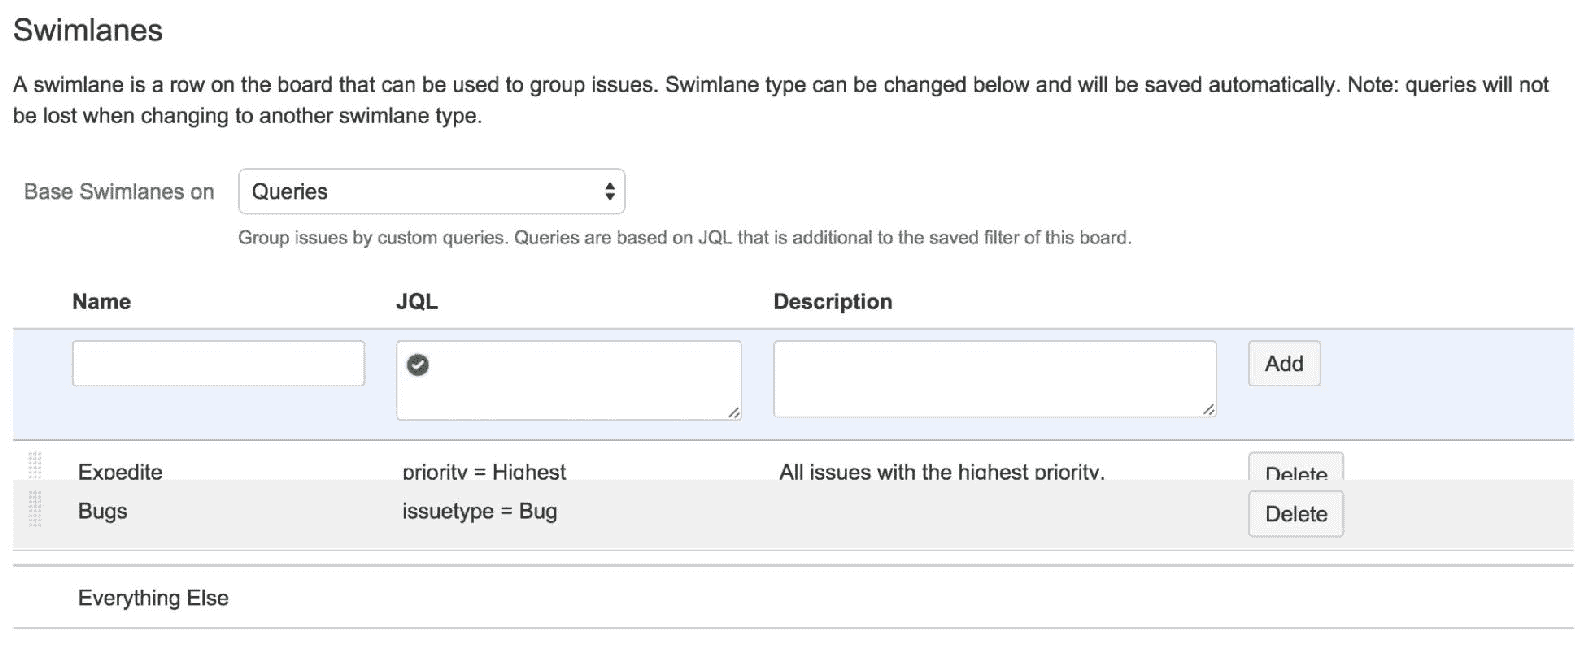 Swimlanes
A swimlane is a row on the board that can be used to group issues. Swimlane type can be changed below and will be saved automatically. Note: queries will not
be lost when changing to another swimlane type.
Base Swimlanes on Queries
Group issues by custom queries. Queries are based on JQL that is additional to the saved filter of this board.
Name JQL Description
Add
Expedite priority = Highest All issues with the highest priority. Delete
Bugs issuetype = Bug Delete
Everything Else